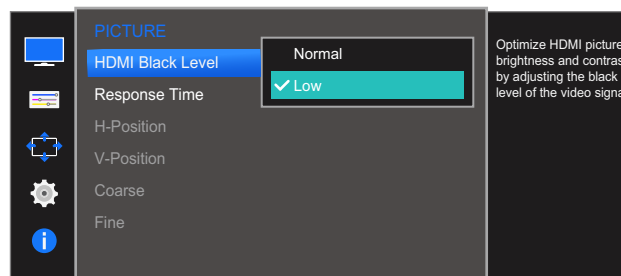 PICTURE
HDMI Black Level
Normal
Low
Response Time
H-Position
V-Position
Coarse
Fine
Optimize HDMI picture
brightness and contras
by adjusting the black
level of the video signa